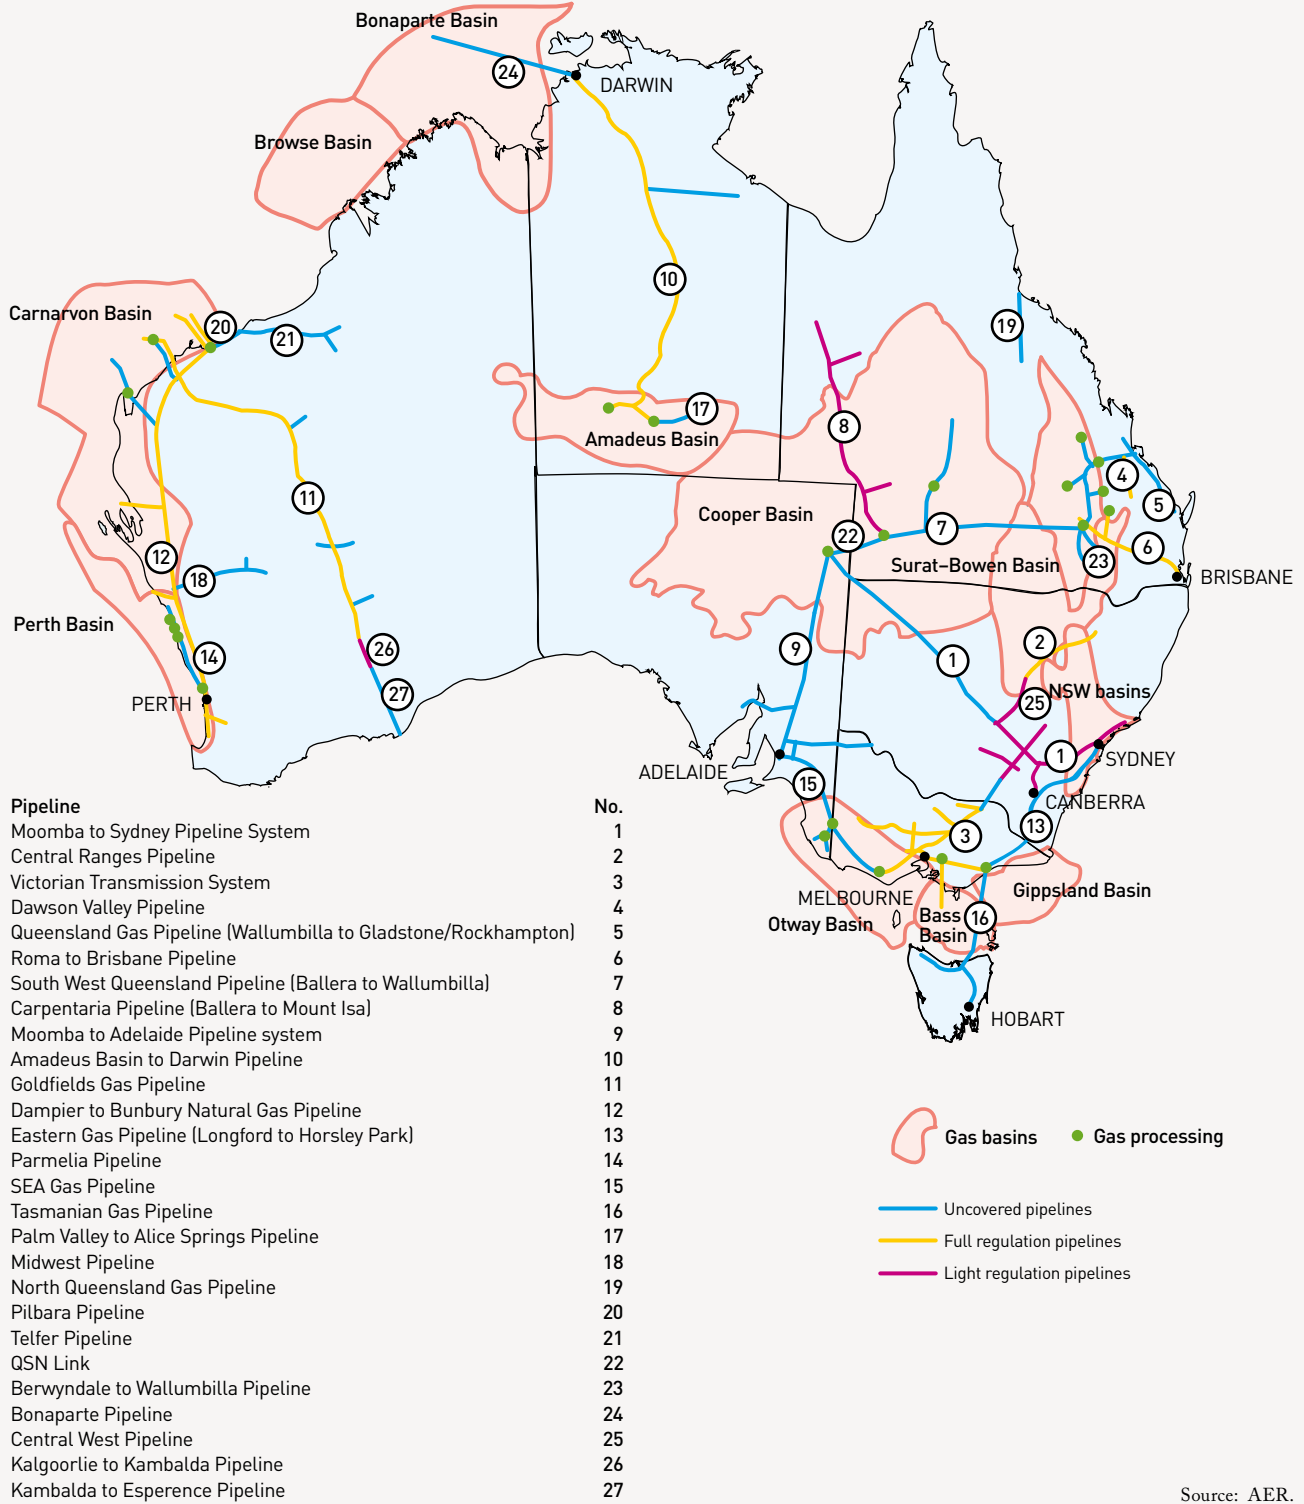 Bonaparte Basin
24
DARWIN
Browse Basin
10
Carnarvon Basin
20
21
19
17
Amadeus Basin
8
4
11
5
Cooper Basin
22
7
12
6
Surat–Bowen Basin
23
18
BRISBANE
Perth Basin
2
9
26
14
1
27
NSW basins
25
PERTH
1
SYDNEY
ADELAIDE
15
CANBERRA
13
3
MELBOURNE
Gippsland Basin
Otway Basin
Bass
Basin
16
HOBART
Pipeline No.
Moomba to Sydney Pipeline System 1
Central Ranges Pipeline 2
Victorian Transmission System 3
Dawson Valley Pipeline 4
Queensland Gas Pipeline (Wallumbilla to Gladstone/Rockhampton) 5
Roma to Brisbane Pipeline 6
South West Queensland Pipeline (Ballera to Wallumbilla) 7
Carpentaria Pipeline (Ballera to Mount Isa) 8
Moomba to Adelaide Pipeline system 9
Amadeus Basin to Darwin Pipeline 10
Goldfields Gas Pipeline 11
Dampier to Bunbury Natural Gas Pipeline 12
Eastern Gas Pipeline (Longford to Horsley Park) 13
Parmelia Pipeline 14
SEA Gas Pipeline 15
Tasmanian Gas Pipeline 16
Palm Valley to Alice Springs Pipeline 17
Midwest Pipeline 18
North Queensland Gas Pipeline 19
Pilbara Pipeline 20
Telfer Pipeline 21
QSN Link 22
Berwyndale to Wallumbilla Pipeline 23
Bonaparte Pipeline 24
Central West Pipeline 25
Kalgoorlie to Kambalda Pipeline 26
Kambalda to Esperence Pipeline 27
Gas basins
Gas processing
Uncovered pipelines
Full regulation pipelines
Light regulation pipelines
Source: AER.